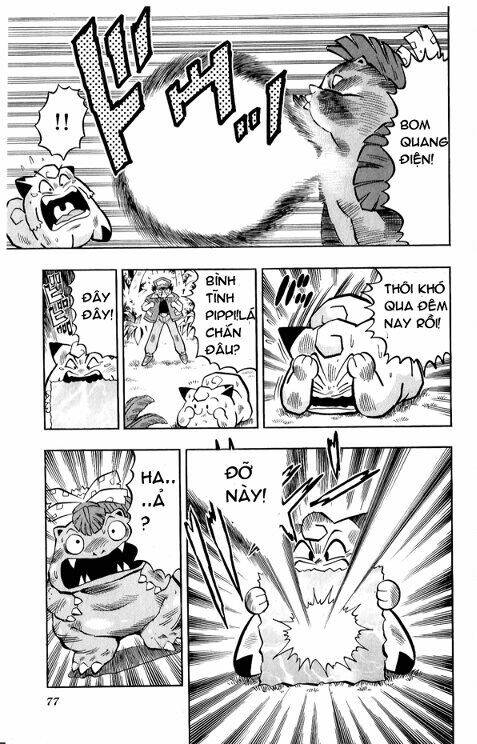 BOM
QUANG
ĐIỆN!
ドドォ…!
!!
THÔI KHÓ
QUA ĐÊM
NAY RỒI!
BÌNH
TĨNH
PIPPI!LÁ
CHẮN
ĐÂU?
ĐÂY
ĐÂY!
ĐỠ
NÀY!
HA..
..Ả
?
77